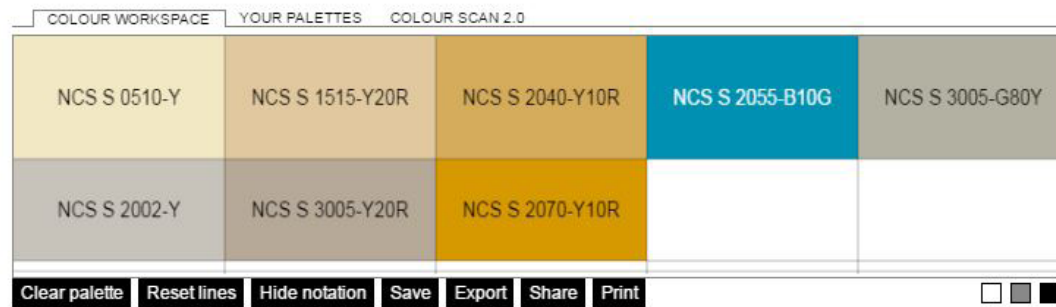 COLOUR WORKSPACE YOUR PALETTES COLOUR SCAN 2.0
NCS S 0510-Y NCS S 1515-Y20R NCS S 2040-Y10R NCS S 2055-B10G NCS S 3005-G80Y
NCS S 2002-Y NCS S 3005-Y20R NCS S 2070-Y10R
Clear palette Reset lines Hide notation Save Export Share Print